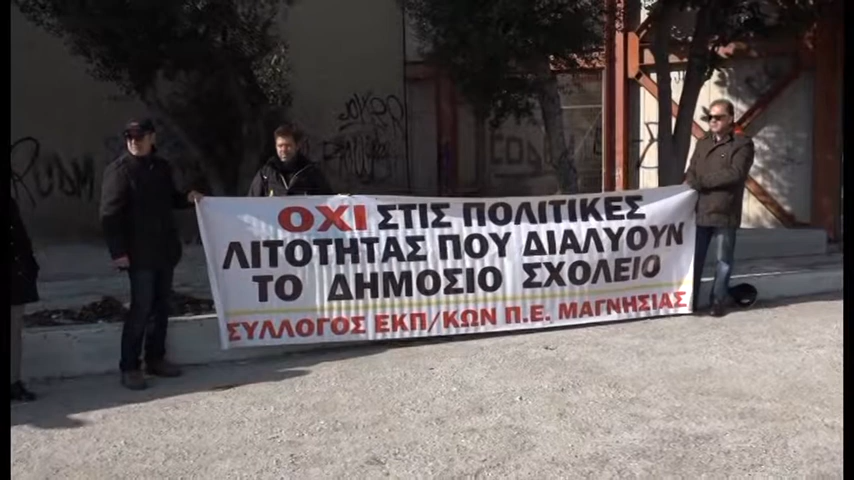 ΟΧΙ ΣΤΙΣ ΠΟΛΙΤΙΚΕΣ
ΛΙΤΟΤΗΤΑΣ ΠΟΥ ΔΙΑΛΥΟΥΝ
ΤΟ ΔΗΜΟΣΙΟ ΣΧΟΛΕΙΟ
ΣΥΛΛΟΓΟΣ ΕΚΠ/ΚΩΝ Π.Ε. ΜΑΓΝΗΣΙΑΣ